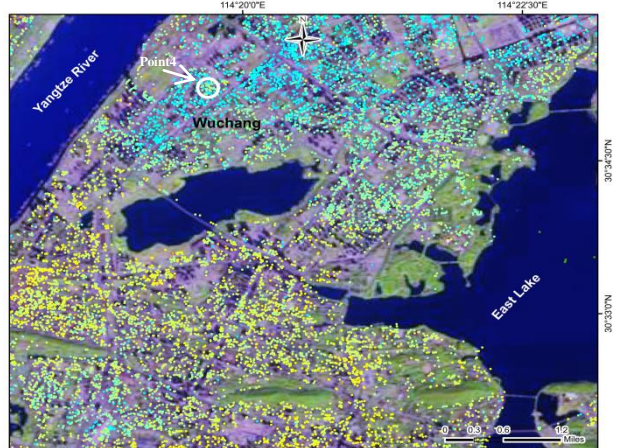 114°20'0"E
114°22'30"E
N
Point4
Yangtze River
Wuchang
30°34'0"N
East Lake
30°33'0"N
0 0.3 0.6 1.2
Miles